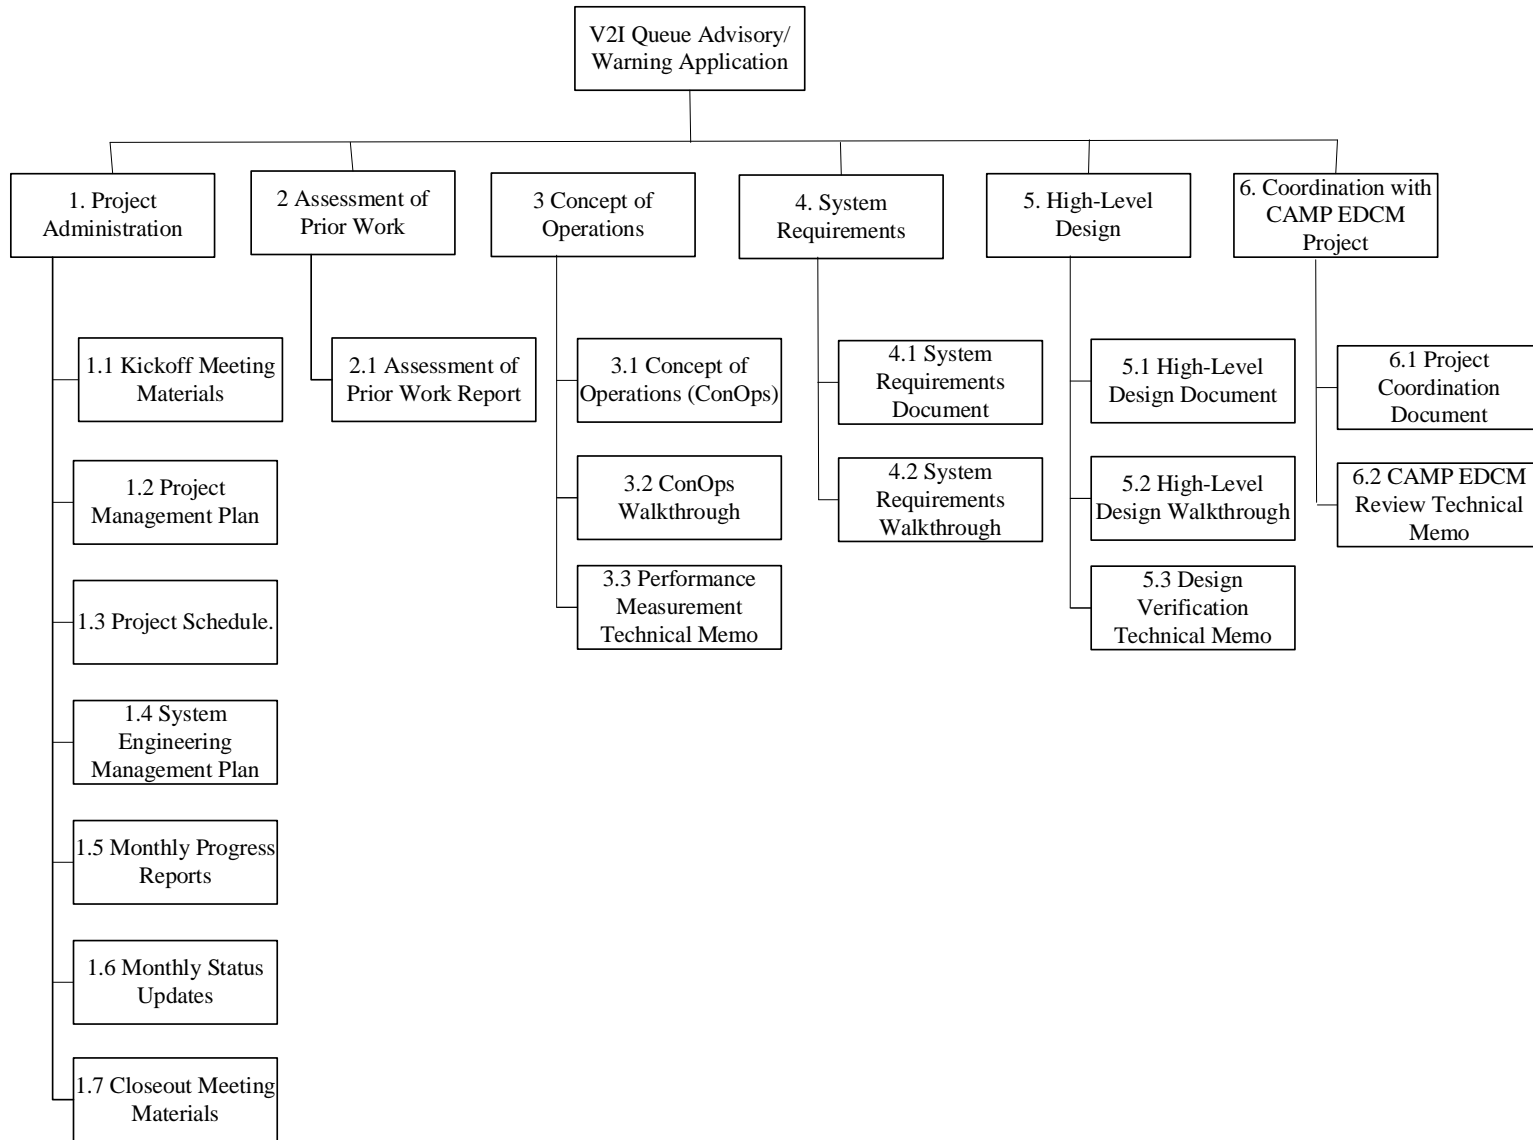 V2I Queue Advisory/
Warning Application
1. Project
Administration
2 Assessment of
Prior Work
3 Concept of
Operations
4. System
Requirements
5. High-Level
Design
6. Coordination with
CAMP EDCM
Project
1.1 Kickoff Meeting
Materials
1.2 Project
Management Plan
1.3 Project Schedule.
1.4 System
Engineering
Management Plan
1.5 Monthly Progress
Reports
1.6 Monthly Status
Updates
1.7 Closeout Meeting
Materials
2.1 Assessment of
Prior Work Report
3.1 Concept of
Operations (ConOps)
3.2 ConOps
Walkthrough
3.3 Performance
Measurement
Technical Memo
4.1 System
Requirements
Document
4.2 System
Requirements
Walkthrough
5.1 High-Level
Design Document
5.2 High-Level
Design Walkthrough
5.3 Design
Verification
Technical Memo
6.1 Project
Coordination
Document
6.2 CAMP EDCM
Review Technical
Memo